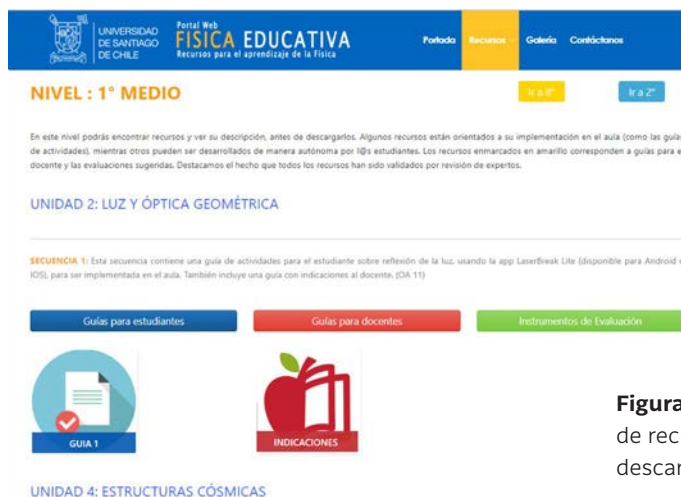 UNIVERSIDAD
DE SANTIAGO
DE CHILE
Portal Web
FISICA EDUCATIVA
Recursos para el aprendizaje de la Física
Portada Recursos Galería Contáctanos
NIVEL : 1° MEDIO
Ir a 8° Ir a 2°
En este nivel podrás encontrar recursos y ver su descripción, antes de descargarlos. Algunos recursos están orientados a su implementación en el aula (como las guías
de actividades), mientras otros pueden ser desarrollados de manera autónoma por l@s estudiantes. Los recursos enmarcados en amarillo corresponden a guías para e
docente y las evaluaciones sugeridas. Destacamos el hecho que todos los recursos han sido validados por revisión de expertos.
UNIDAD 2: LUZ Y ÓPTICA GEOMÉTRICA
SECUENCIA 1: Esta secuencia contiene una guía de actividades para el estudiante sobre reflexión de la luz, usando la app LaserBreak Lite (disponible para Android e
IOS), para ser implementada en el aula. También incluye una guía con indicaciones al docente. (OA 11)
Guías para estudiantes Guías para docentes Instrumentos de Evaluación
GUIA 1 INDICACIONES
Figura
de rec
descar
UNIDAD 4: ESTRUCTURAS CÓSMICAS